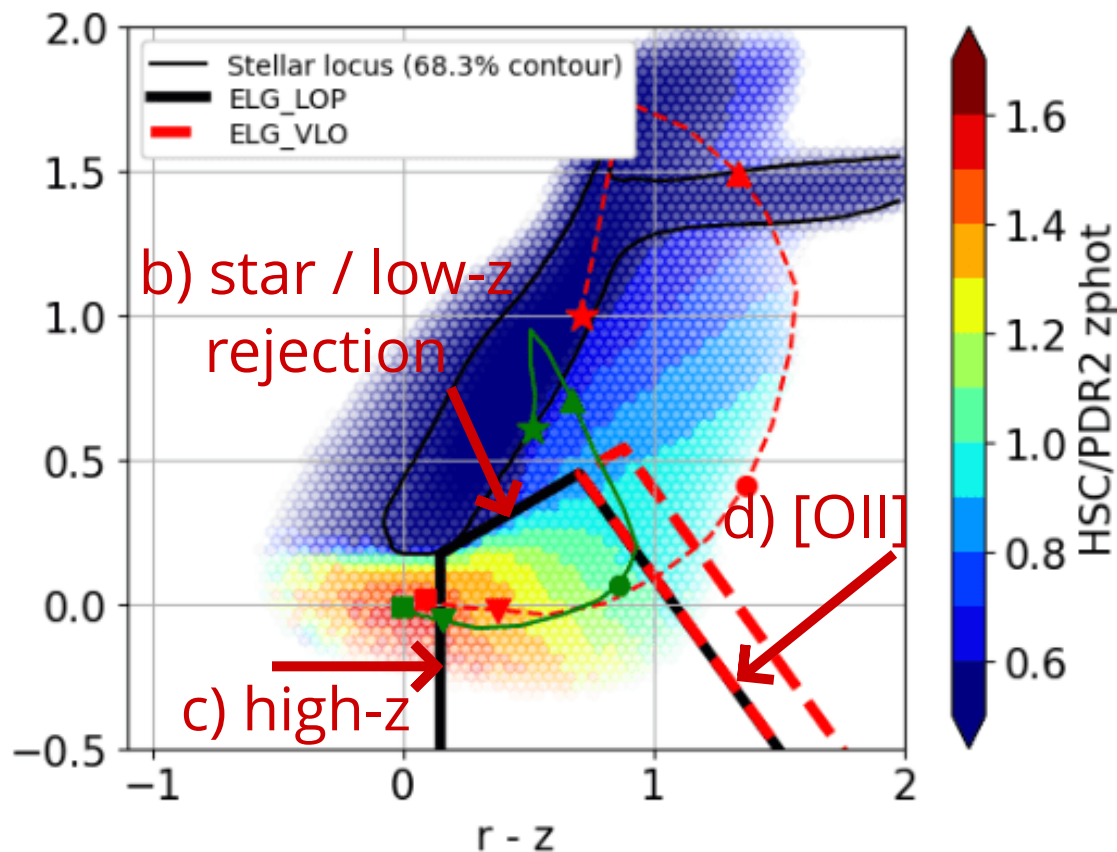 2.0
1.5
1.0
0.5
0.0
−0.5
−1
0
1
2
r - z
Stellar locus (68.3% contour)
ELG_LOP
ELG_VLO
b) star / low-z
rejection
c) high-z
d) [OII]
1.6
1.4
1.2
1.0
0.8
0.6
HSC/PDR2 zphot